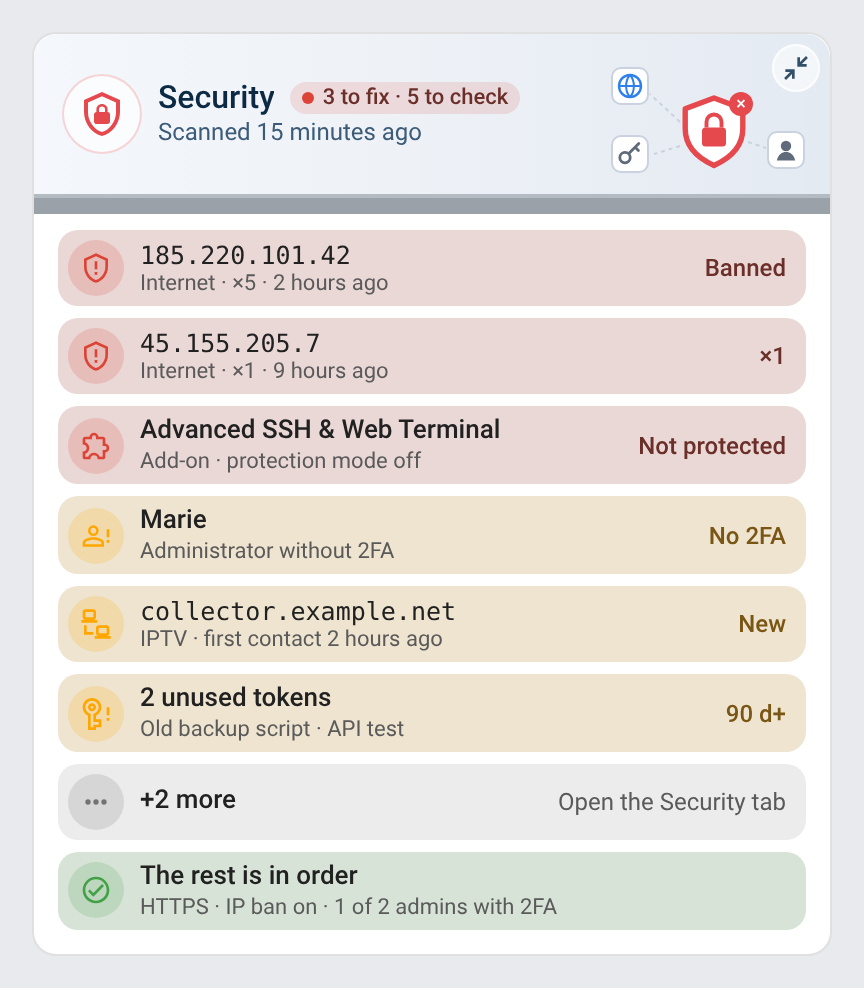 Security
3 to fix · 5 to check
Scanned 15 minutes ago
185.220.101.42
Internet · ×5 · 2 hours ago
Banned
45.155.205.7
Internet · ×1 · 9 hours ago
×1
Advanced SSH & Web Terminal
Add-on · protection mode off
Not protected
Marie
Administrator without 2FA
No 2FA
collector.example.net
IPTV · first contact 2 hours ago
New
2 unused tokens
Old backup script · API test
90 d+
+2 more
Open the Security tab
The rest is in order
HTTPS · IP ban on · 1 of 2 admins with 2FA